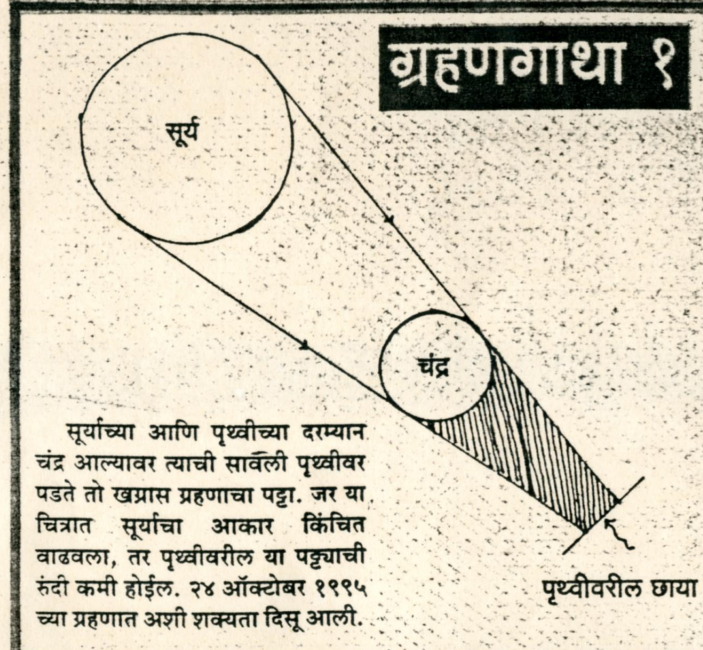 ग्रहणगाथा १
सूर्य
चंद्र
सूर्याच्या आणि पृथ्वीच्या दरम्यान
चंद्र आल्यावर त्याची सावली पृथ्वीवर
पडते तो खग्रास ग्रहणाचा पट्टा. जर या
चित्रात सूर्याचा आकार किंचित
वाढवला, तर पृथ्वीवरील या पट्ट्याची
रुंदी कमी होईल. २४ ऑक्टोबर १९९५
च्या ग्रहणात अशी शक्यता दिसू आली.
पृथ्वीवरील छाया